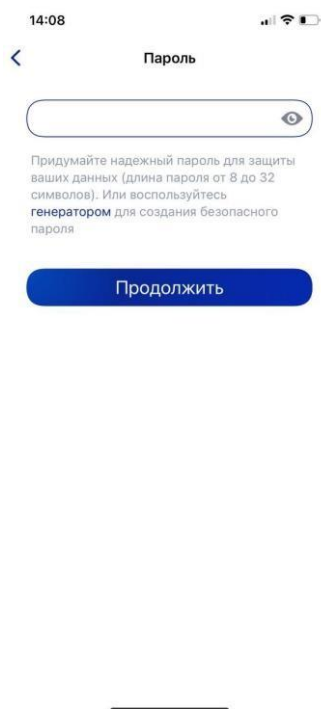 14:08
Пароль
Придумайте надежный пароль для защиты
ваших данных (длина пароля от 8 до 32
символов). Или воспользуйтесь
генератором для создания безопасного
пароля
Продолжить